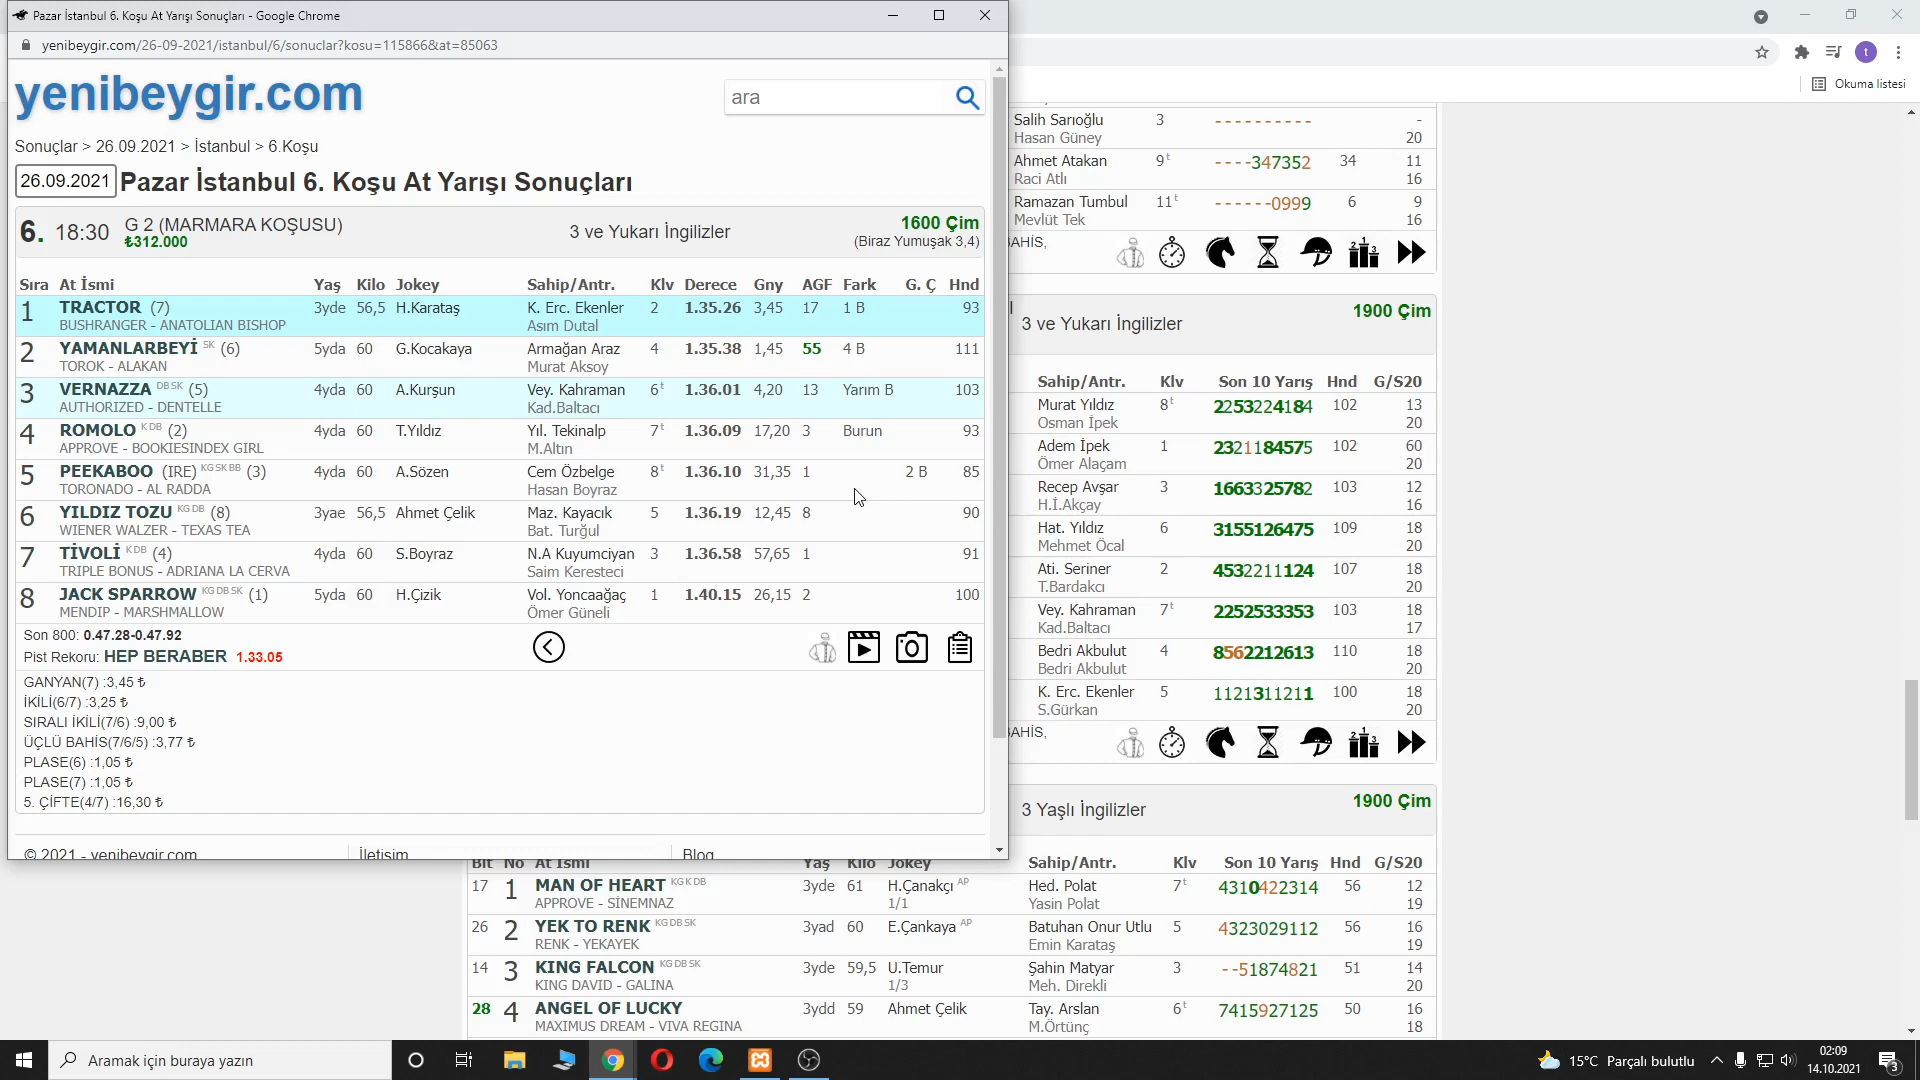 Pazar İstanbul 6. Koşu At Yarışı Sonuçları - Google Chrome
yenibeygir.com/26-09-2021/istanbul/6/sonuclar?kosu=115866&at=85063
yenibeygir.com
ara
Sonuçlar > 26.09.2021 > İstanbul > 6.Koşu
26.09.2021 Pazar İstanbul 6. Koşu At Yarışı Sonuçları
6. 18:30 G 2 (MARMARA KOŞUSU) 3 ve Yukarı İngilizler 1600 Çim
₺312.000 (Biraz Yumuşak 3,4)
Sıra At İsmi Yaş Kilo Jokey Sahip/Antr. Klv Derece Gny AGF Fark G. Ç Hnd
1 TRACTOR (7) 3yde 56,5 H.Karataş K. Erc. Ekenler 2 1.35.26 3,45 17 1 B 93
BUSHRANGER - ANATOLIAN BISHOP Asım Dutal
2 YAMANLARBEYİ SK (6) 5yda 60 G.Kocakaya Armağan Araz 4 1.35.38 1,45 55 4 B 111
TOROK - ALAKAN Murat Aksoy
3 VERNAZZA DB SK (5) 4yda 60 A.Kurşun Vey. Kahraman 6t 1.36.01 4,20 13 Yarım B 103
AUTHORIZED - DENTELLE Kad.Baltacı
4 ROMOLO K DB (2) 4yda 60 T.Yıldız Yıl. Tekinalp 7t 1.36.09 17,20 3 Burun 93
APPROVE - BOOKIESINDEX GIRL M.Altın
5 PEEKABOO (IRE) KG SK BB (3) 4yda 60 A.Sözen Cem Özbelge 8t 1.36.10 31,35 1 2 B 85
TORONADO - AL RADDA Hasan Boyraz
6 YILDIZ TOZU KG DB (8) 3yae 56,5 Ahmet Çelik Maz. Kayacık 5 1.36.19 12,45 8 90
WIENER WALZER - TEXAS TEA Bat. Turğul
7 TİVOLİ K DB (4) 4yda 60 S.Boyraz N.A Kuyumciyan 3 1.36.58 57,65 1 91
TRIPLE BONUS - ADRIANA LA CERVA Saim Keresteci
8 JACK SPARROW KG DB SK (1) 5yda 60 H.Çizik Vol. Yoncaağaç 1 1.40.15 26,15 2 100
MENDIP - MARSHMALLOW Ömer Güneli
Son 800: 0.47.28-0.47.92
Pist Rekoru: HEP BERABER 1.33.05
GANYAN(7) :3,45 ₺
İKİLİ(6/7) :3,25 ₺
SIRALI İKİLİ(7/6) :9,00 ₺
ÜÇLÜ BAHİS(7/6/5) :3,77 ₺
PLASE(6) :1,05 ₺
PLASE(7) :1,05 ₺
5. ÇİFTE(4/7) :16,30 ₺
© 2021 - yenibeygir.com İletişim Blog
t
Okuma listesi
Salih Sarıoğlu 3 ---------- -
Hasan Güney 20
Ahmet Atakan 9t ----347352 34 11
Raci Atlı 16
Ramazan Tumbul 11t ------0999 6 9
Mevlüt Tek 16
AHİS,
3 ve Yukarı İngilizler 1900 Çim
Sahip/Antr. Klv Son 10 Yarış Hnd G/S20
Murat Yıldız 8t 2253224184 102 13
Osman İpek 20
Adem İpek 1 2321184575 102 60
Ömer Alaçam 20
Recep Avşar 3 1663325782 103 12
H.İ.Akçay 16
Hat. Yıldız 6 3155126475 109 18
Mehmet Öcal 20
Ati. Seriner 2 4532211124 107 18
T.Bardakcı 20
Vey. Kahraman 7t 2252533353 103 18
Kad.Baltacı 17
Bedri Akbulut 4 8562212613 110 18
Bedri Akbulut 20
K. Erc. Ekenler 5 1121311211 100 18
S.Gürkan 20
AHİS,
3 Yaşlı İngilizler 1900 Çim
Blt No At İsmi Yaş Kilo Jokey Sahip/Antr. Klv Son 10 Yarış Hnd G/S20
17 1 MAN OF HEART KG K DB 3yde 61 H.Çanakçı AP Hed. Polat 7t 4310422314 56 12
APPROVE - SİNEMNAZ 1/1 Yasin Polat 19
26 2 YEK TO RENK KG DB SK 3yad 60 E.Çankaya AP Batuhan Onur Utlu 5 4323029112 56 16
RENK - YEKAYEK Emin Karataş 19
14 3 KING FALCON KG DB SK 3yde 59,5 U.Temur Şahin Matyar 3 --51874821 51 14
KING DAVID - GALINA 1/3 Meh. Direkli 20
28 4 ANGEL OF LUCKY 3ydd 59 Ahmet Çelik Tay. Arslan 6t 7415927125 50 16
MAXIMUS DREAM - VIVA REGINA M.Örtünç 18
Aramak için buraya yazın
15°C Parçalı bulutlu
02:09
14.10.2021
3